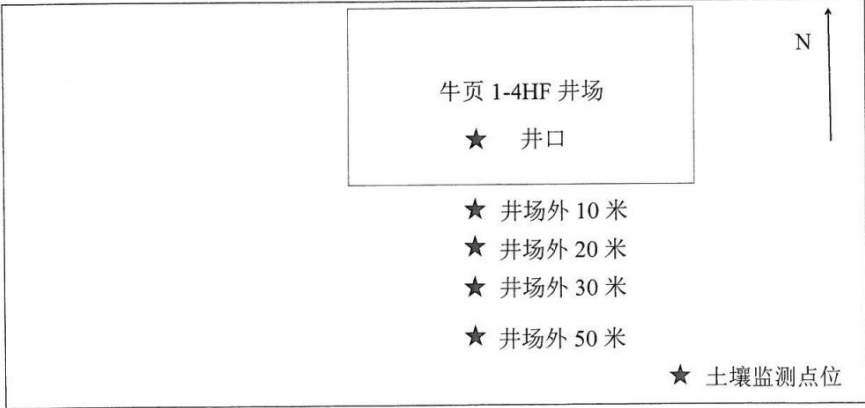 N
牛页 1-4HF 井场
井口
井场外 10 米
井场外 20 米
井场外 30 米
井场外 50 米
土壤监测点位